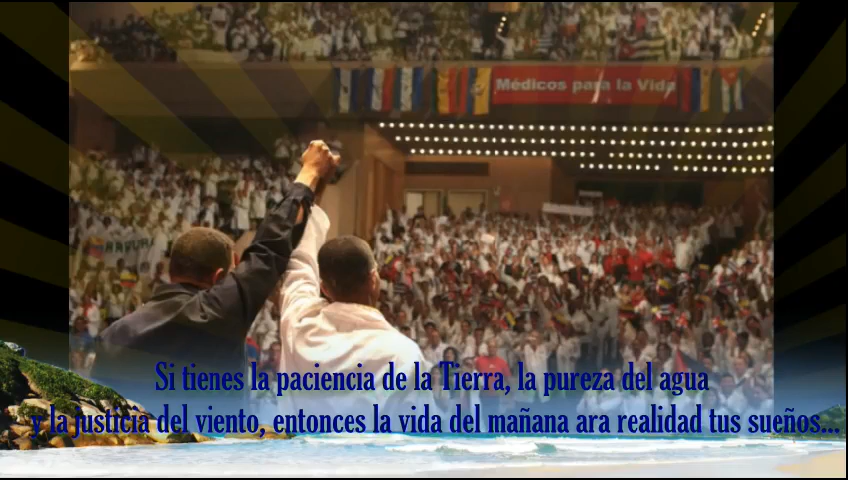 Médicos para la Vida
Si tienes la paciencia de la Tierra, la pureza del agua
y la justicia del viento, entonces la vida del mañana ara realidad tus sueños...